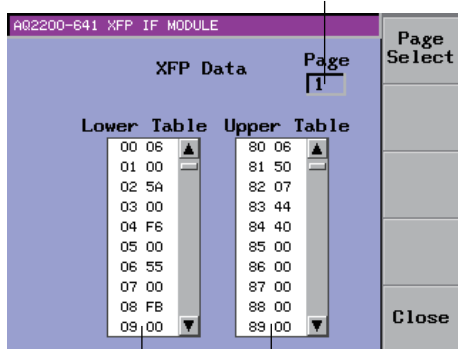 AQ2200-641 XFP IF MODULE
Page
Select
XFP Data
Page
1
Lower Table Upper Table
00 06 80 06
01 00 81 50
02 5A 82 07
03 00 83 44
04 F6 84 40
05 00 85 00
06 55 86 00
07 00 87 00
08 FB 88 00
09 00 89 00
Close